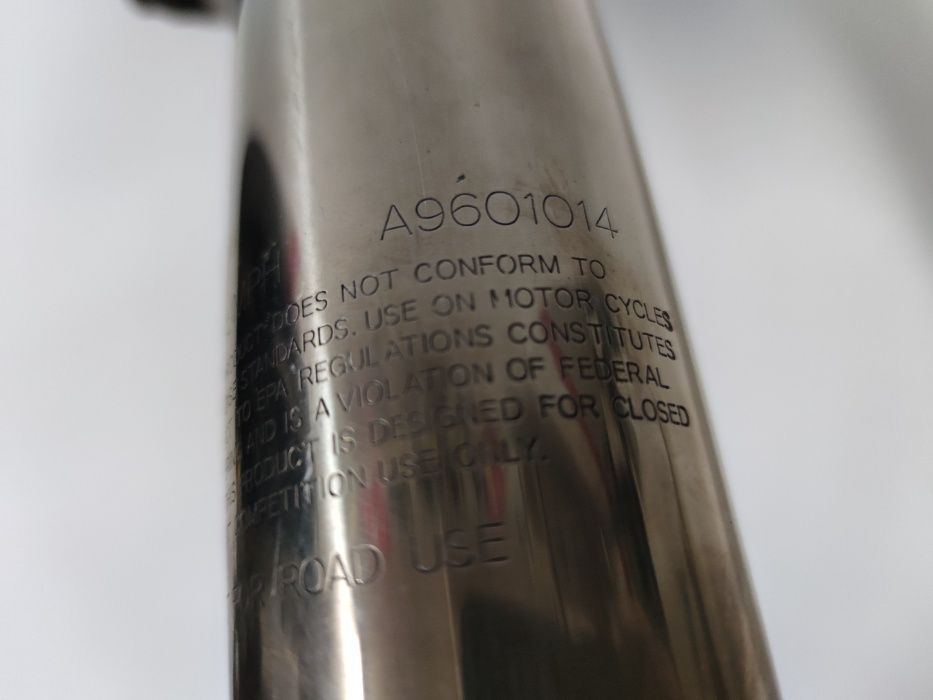 A9601014
DOES NOT CONFORM TO
STANDARDS. USE ON MOTOR CYCLES
TO EPA REGULATIONS CONSTITUTES
AND IS A VIOLATION OF FEDERAL
PRODUCT IS DESIGNED FOR CLOSED
COMPETITION USE ONLY.
ROAD USE